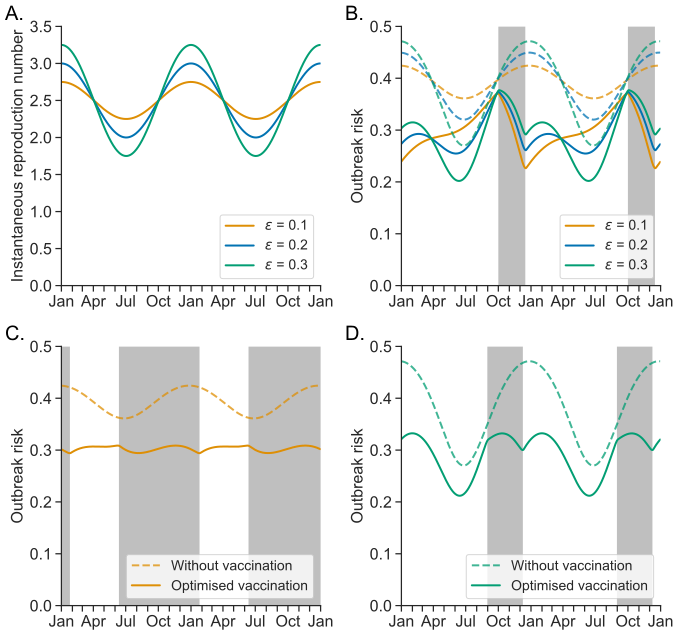 A.
Instantaneous reproduction number
3.5
3.0
2.5
2.0
1.5
1.0
0.5
0.0
Jan Apr Jul Oct Jan Apr Jul Oct Jan
ε = 0.1
ε = 0.2
ε = 0.3
B.
Outbreak risk
0.5
0.4
0.3
0.2
0.1
0.0
Jan Apr Jul Oct Jan Apr Jul Oct Jan
ε = 0.1
ε = 0.2
ε = 0.3
C.
Outbreak risk
0.5
0.4
0.3
0.2
0.1
0.0
Jan Apr Jul Oct Jan Apr Jul Oct Jan
Without vaccination
Optimised vaccination
D.
Outbreak risk
0.5
0.4
0.3
0.2
0.1
0.0
Jan Apr Jul Oct Jan Apr Jul Oct Jan
Without vaccination
Optimised vaccination